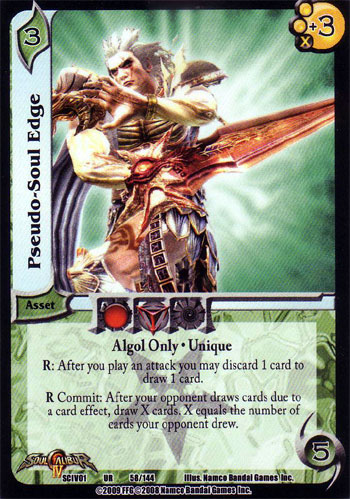 3
+3
X
Pseudo-Soul Edge
Asset
Algol Only • Unique
R: After you play an attack you may discard 1 card to
draw 1 card.
R Commit: After your opponent draws cards due to
a card effect, draw X cards. X equals the number of
cards your opponent drew.
5
SOULCALIBUR
IV
SCIV01 UR 58/144 Illus. Namco Bandai Games Inc.
©2009 FFG ©2008 Namco Bandai Games Inc.